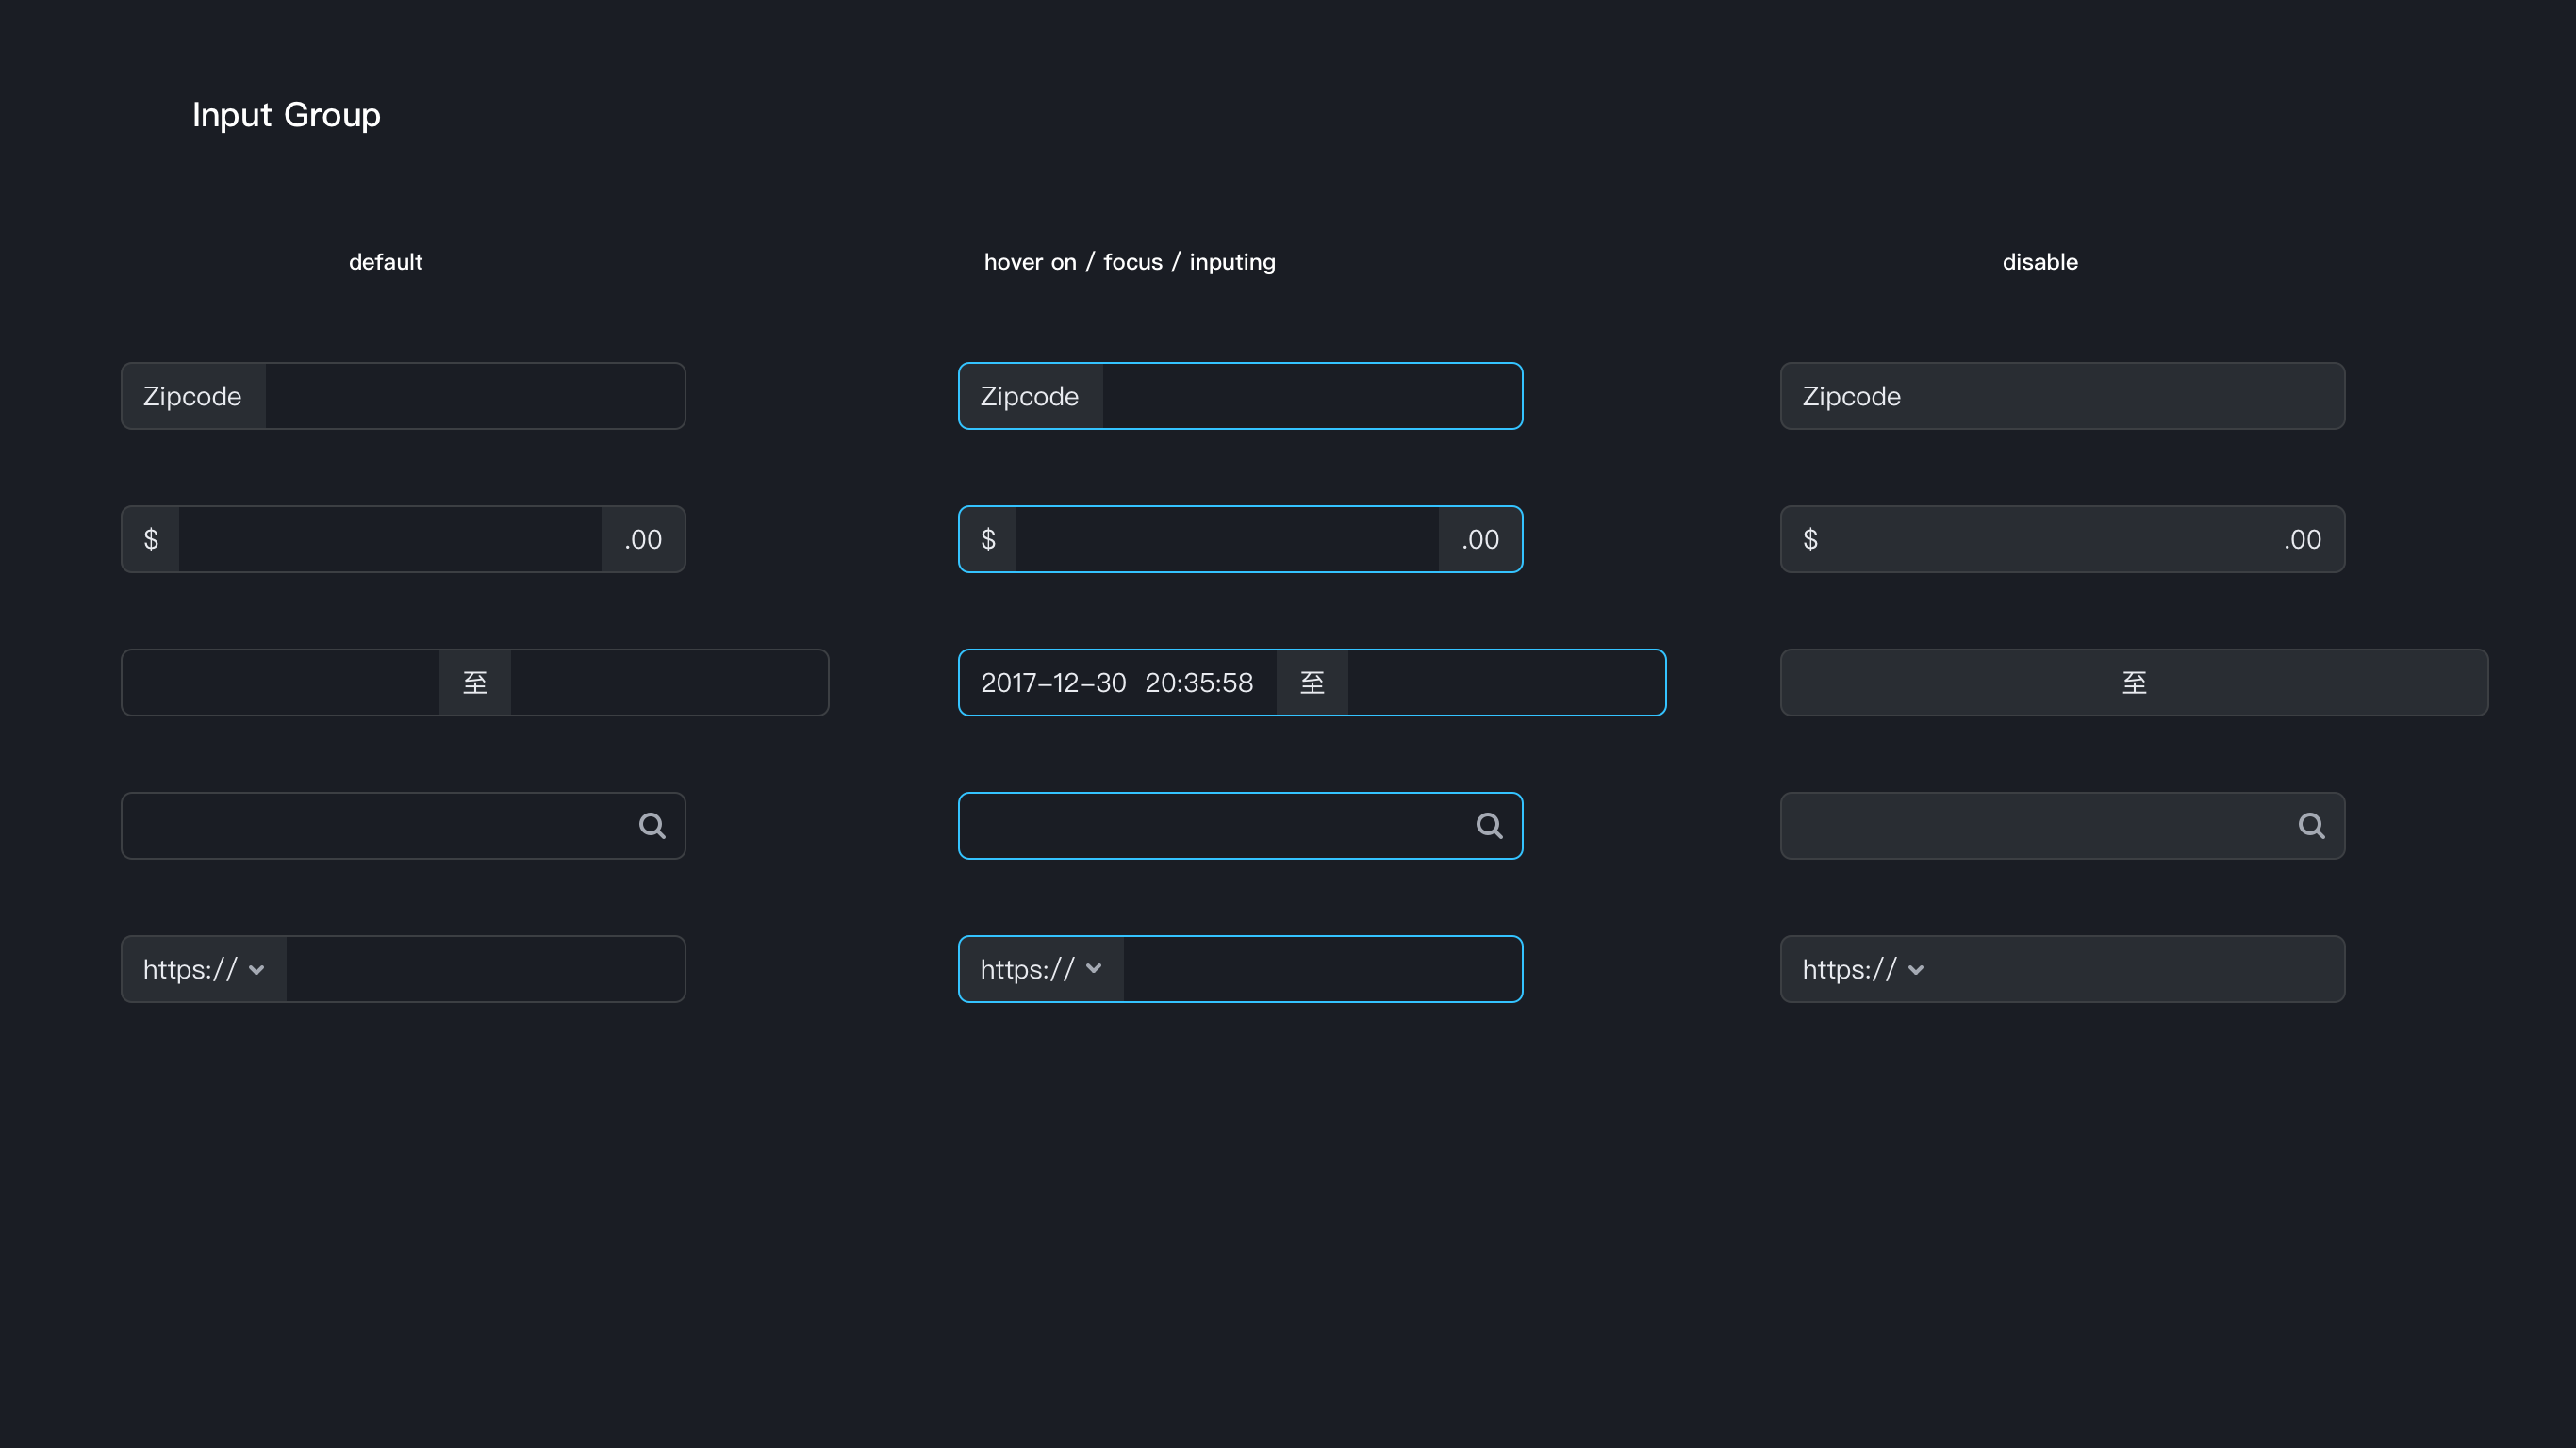 Input Group
default
hover on / focus / inputing
disable
Zipcode
Zipcode
Zipcode
$ .00
$ .00
$ .00
至
2017-12-30 20:35:58 至
至
https://
https://
https://